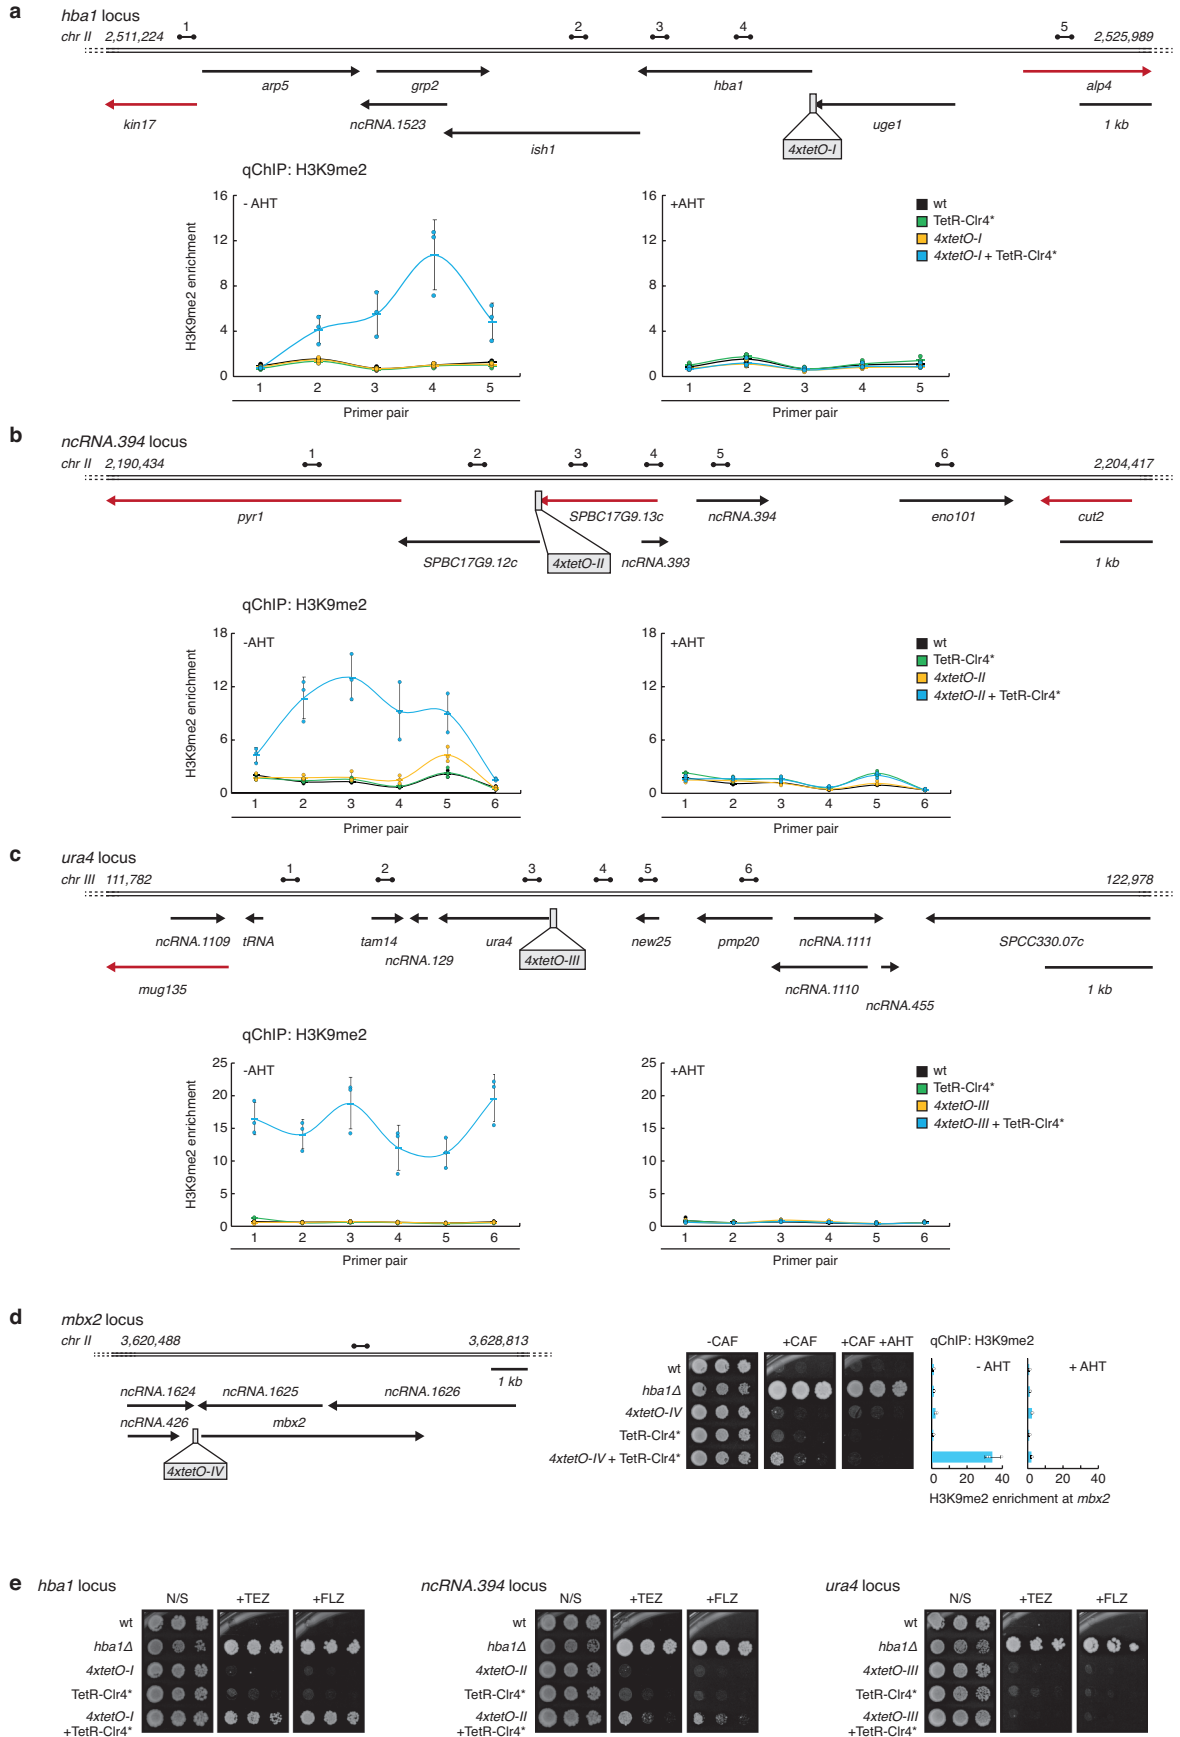 a
hba1 locus
chr II 2,511,224 1 2 3 4 5 2,525,989
arp5 grp2 hba1 alp4
kin17 ncRNA.1523 uge1 1 kb
ish1 4xtetO-I
qChIP: H3K9me2
- AHT
H3K9me2 enrichment
16
12
8
4
0
1 2 3 4 5
Primer pair
+AHT
16
12
8
4
0
1 2 3 4 5
Primer pair
wt
TetR-Clr4*
4xtetO-I
4xtetO-I + TetR-Clr4*
b
ncRNA.394 locus
chr II 2,190,434 1 2 3 4 5 6 2,204,417
pyr1 SPBC17G9.13c ncRNA.394 eno101 cut2
SPBC17G9.12c 4xtetO-II ncRNA.393 1 kb
qChIP: H3K9me2
-AHT
H3K9me2 enrichment
18
12
6
0
1 2 3 4 5 6
Primer pair
+AHT
18
12
6
0
1 2 3 4 5 6
Primer pair
wt
TetR-Clr4*
4xtetO-II
4xtetO-II + TetR-Clr4*
c
ura4 locus
chr III 111,782 1 2 3 4 5 6 122,978
ncRNA.1109 tRNA tam14 ura4 new25 pmp20 ncRNA.1111 SPCC330.07c
ncRNA.129 4xtetO-III
mug135 ncRNA.1110 1 kb
ncRNA.455
qChIP: H3K9me2
-AHT
H3K9me2 enrichment
25
20
15
10
5
0
1 2 3 4 5 6
Primer pair
+AHT
25
20
15
10
5
0
1 2 3 4 5 6
Primer pair
wt
TetR-Clr4*
4xtetO-III
4xtetO-III + TetR-Clr4*
d
mbx2 locus
chr II 3,620,488 3,628,813
1 kb
ncRNA.1624 ncRNA.1625 ncRNA.1626
ncRNA.426 mbx2
4xtetO-IV
-CAF +CAF +CAF +AHT
wt
hba1Δ
4xtetO-IV
TetR-Clr4*
4xtetO-IV + TetR-Clr4*
qChIP: H3K9me2
- AHT + AHT
0 20 40 0 20 40
H3K9me2 enrichment at mbx2
e
hba1 locus
N/S +TEZ +FLZ
wt
hba1Δ
4xtetO-I
TetR-Clr4*
4xtetO-I
+TetR-Clr4*
ncRNA.394 locus
N/S +TEZ +FLZ
wt
hba1Δ
4xtetO-II
TetR-Clr4*
4xtetO-II
+TetR-Clr4*
ura4 locus
N/S +TEZ +FLZ
wt
hba1Δ
4xtetO-III
TetR-Clr4*
4xtetO-III
+TetR-Clr4*